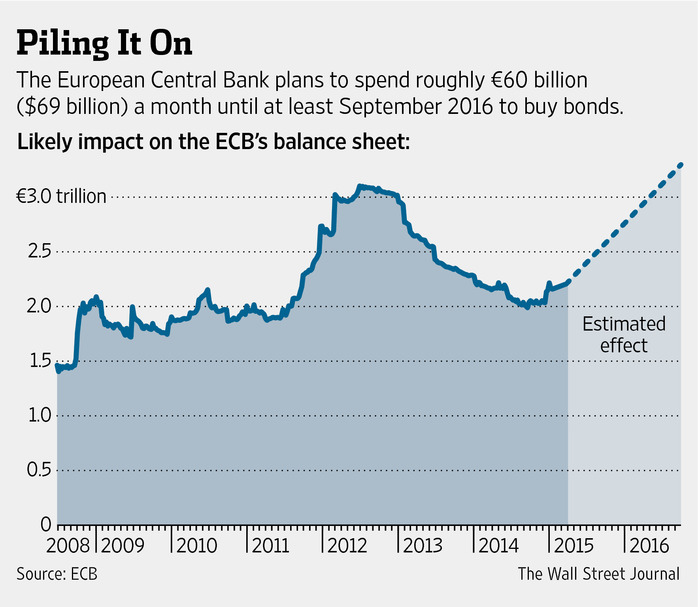 Piling It On
The European Central Bank plans to spend roughly €60 billion
($69 billion) a month until at least September 2016 to buy bonds.
Likely impact on the ECB’s balance sheet:
€3.0 trillion
2.5
2.0
Estimated
effect
1.5
1.0
0.5
0
2008 2009 2010 2011 2012 2013 2014 2015 2016
Source: ECB
The Wall Street Journal